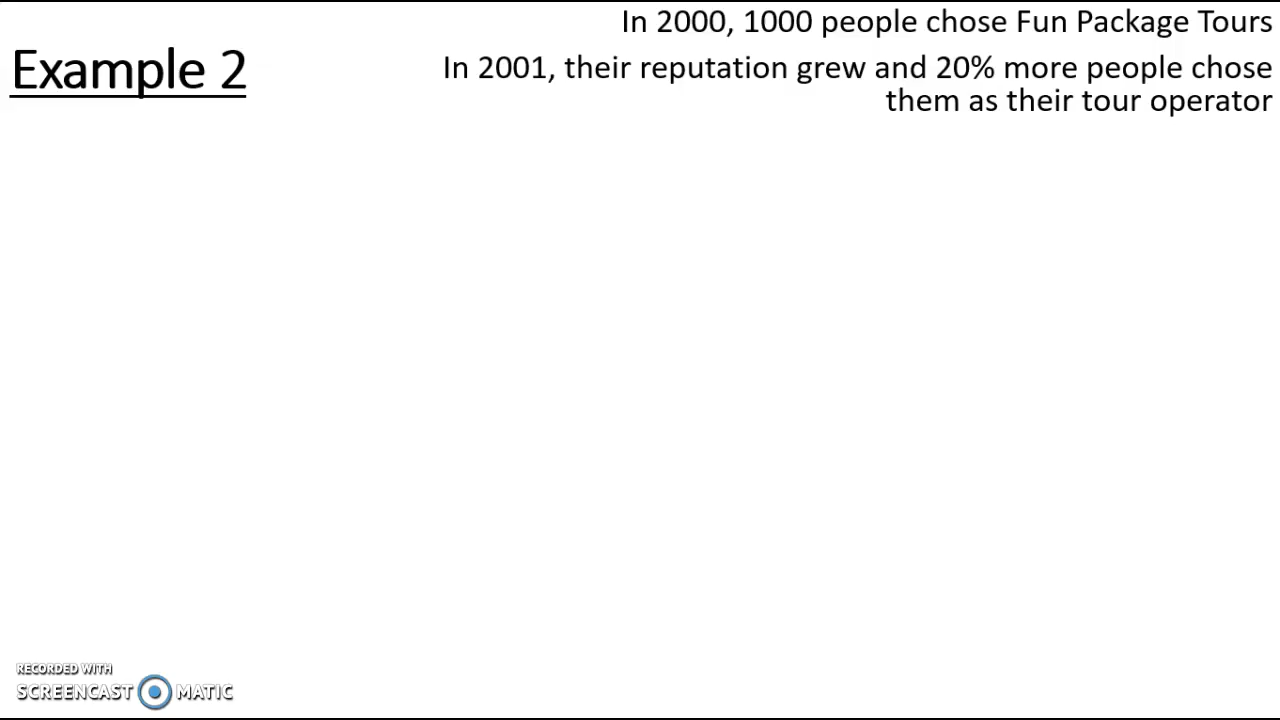 In 2000, 1000 people chose Fun Package Tours
Example 2
In 2001, their reputation grew and 20% more people chose
them as their tour operator
RECORDED WITH
SCREENCAST MATIC